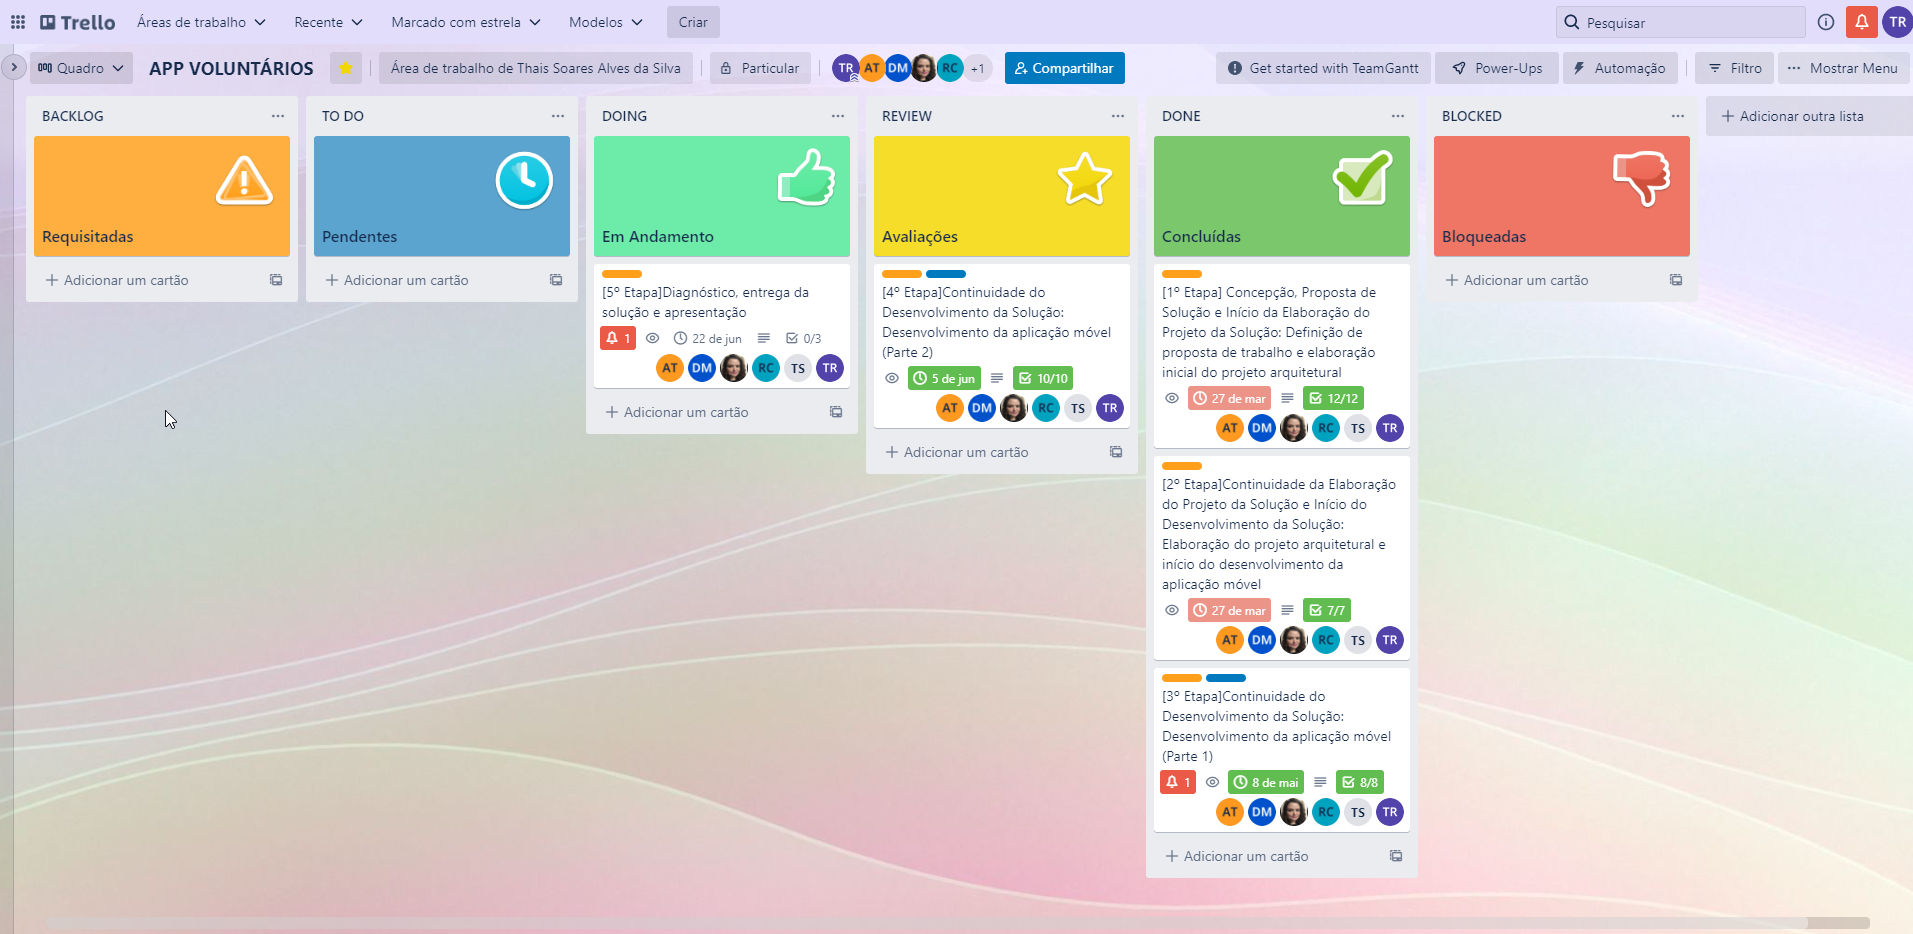 Trello Áreas de trabalho Recente Marcado com estrela Modelos Criar Pesquisar TR
Quadro APP VOLUNTÁRIOS Área de trabalho de Thais Soares Alves da Silva Particular TR AT DM RC +1 Compartilhar Get started with TeamGantt Power-Ups Automação Filtro Mostrar Menu
BACKLOG
Requisitadas
Adicionar um cartão
TO DO
Pendentes
Adicionar um cartão
DOING
Em Andamento
[5º Etapa]Diagnóstico, entrega da
solução e apresentação
1 22 de jun 0/3
AT DM RC TS TR
Adicionar um cartão
REVIEW
Avaliações
[4º Etapa]Continuidade do
Desenvolvimento da Solução:
Desenvolvimento da aplicação móvel
(Parte 2)
5 de jun 10/10
AT DM RC TS TR
Adicionar um cartão
DONE
Concluídas
[1º Etapa] Concepção, Proposta de
Solução e Início da Elaboração do
Projeto da Solução: Definição de
proposta de trabalho e elaboração
inicial do projeto arquitetural
27 de mar 12/12
AT DM RC TS TR
[2º Etapa]Continuidade da Elaboração
do Projeto da Solução e Início do
Desenvolvimento da Solução:
Elaboração do projeto arquitetural e
início do desenvolvimento da
aplicação móvel
27 de mar 7/7
AT DM RC TS TR
[3º Etapa]Continuidade do
Desenvolvimento da Solução:
Desenvolvimento da aplicação móvel
(Parte 1)
1 8 de mai 8/8
AT DM RC TS TR
Adicionar um cartão
BLOCKED
Bloqueadas
Adicionar um cartão
Adicionar outra lista